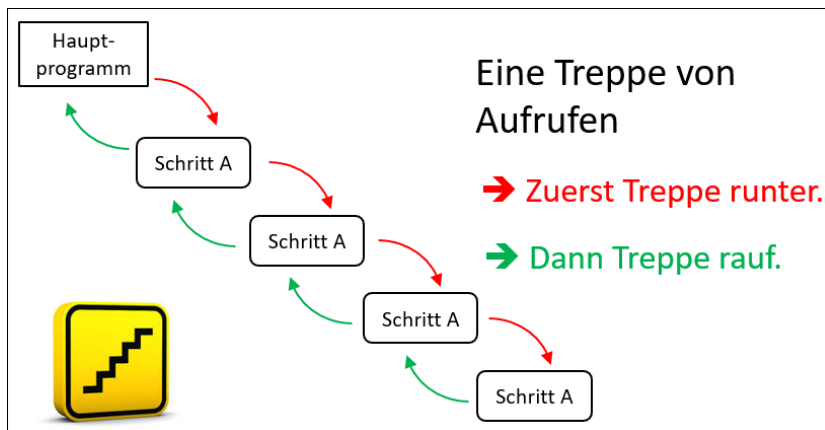 Haupt-
programm
Eine Treppe von
Aufrufen
Schritt A
➔ Zuerst Treppe runter.
Schritt A
➔ Dann Treppe rauf.
Schritt A
Schritt A